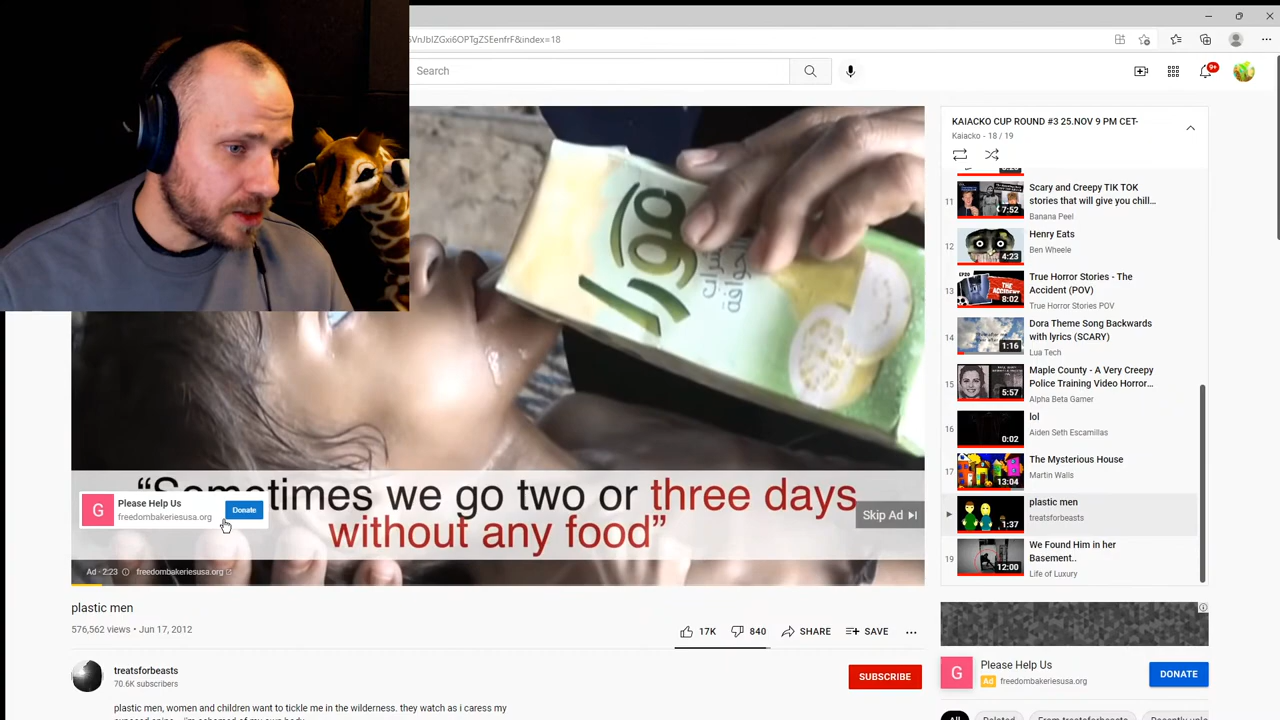 SVnJbIZGxi6OPTgZSEenfrF&index=18
Search
9+
KAIACKO CUP ROUND #3 25.NOV 9 PM CET-
Kaiacko - 18 / 19
11
7:52
Scary and Creepy TIK TOK
stories that will give you chill...
Banana Peel
12
4:23
Henry Eats
Ben Wheele
13
8:02
True Horror Stories - The
Accident (POV)
True Horror Stories POV
14
1:16
Dora Theme Song Backwards
with lyrics (SCARY)
Lua Tech
15
5:57
Maple County - A Very Creepy
Police Training Video Horror...
Alpha Beta Gamer
16
0:02
lol
Aiden Seth Escamillas
17
13:04
The Mysterious House
Martin Walls
1:37
plastic men
treatsforbeasts
19
12:00
We Found Him in her
Basement..
Life of Luxury
“Sometimes we go two or three days
without any food”
G
Please Help Us
freedombakeriesusa.org
Donate
Skip Ad
Ad · 2:23
freedombakeriesusa.org
plastic men
576,562 views • Jun 17, 2012
17K
840
SHARE
SAVE
treatsforbeasts
70.6K subscribers
SUBSCRIBE
plastic men, women and children want to tickle me in the wilderness. they watch as i caress my
G
Please Help Us
Ad
freedombakeriesusa.org
DONATE
All
Related
From treatsforbeasts